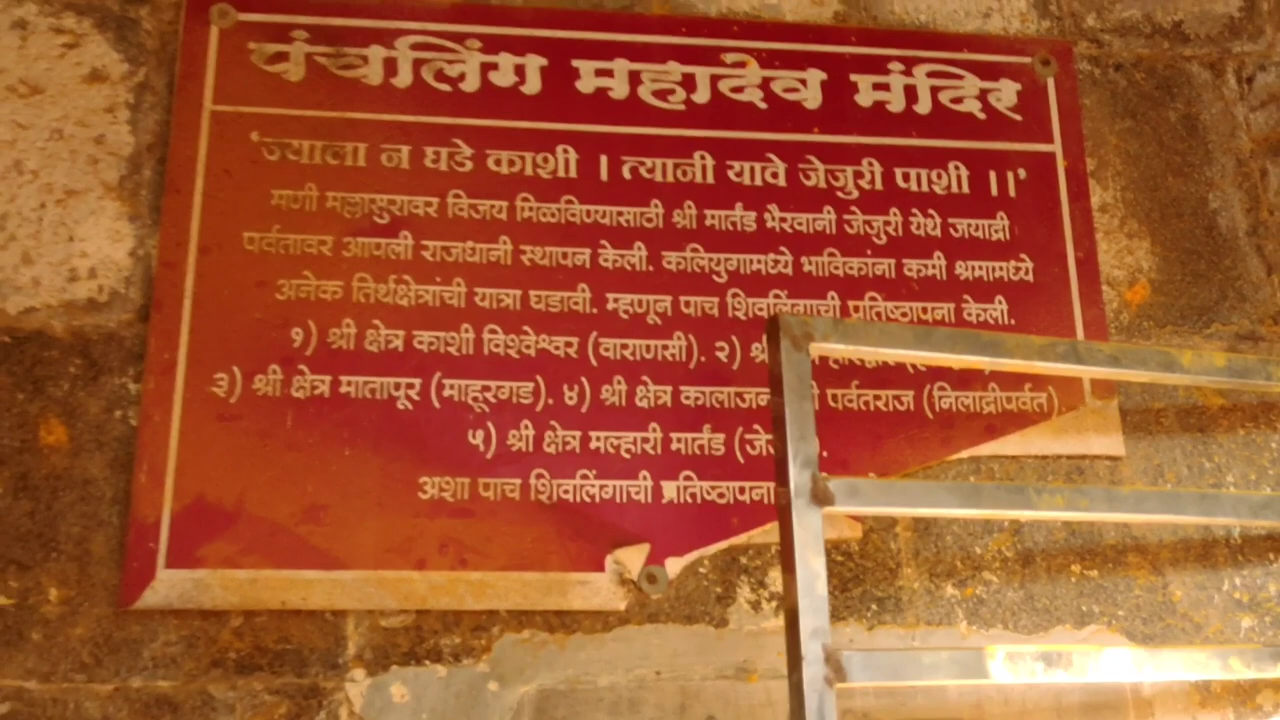 पंचलिंग महादेव मंदिर
'ज्याला न घडे काशी । त्यानी यावे जेजुरी पाशी ।।'
मणी मल्लासुरावर विजय मिळविण्यासाठी श्री मार्तंड भैरवानी जेजुरी येथे जयाद्री
पर्वतावर आपली राजधानी स्थापन केली. कलियुगामध्ये भाविकांना कमी श्रमामध्ये
अनेक तिर्थक्षेत्रांची यात्रा घडावी. म्हणून पाच शिवलिंगाची प्रतिष्ठापना केली.
१) श्री क्षेत्र काशी विश्वेश्वर (वाराणसी). २)
३) श्री क्षेत्र मातापूर (माहूरगड). ४) श्री क्षेत्र पर्वतराज (निलाद्रीपर्वत).
५) श्री क्षेत्र मल्हारी मार्तंड
अशा पाच शिवलिंगाची प्रतिष्ठापना